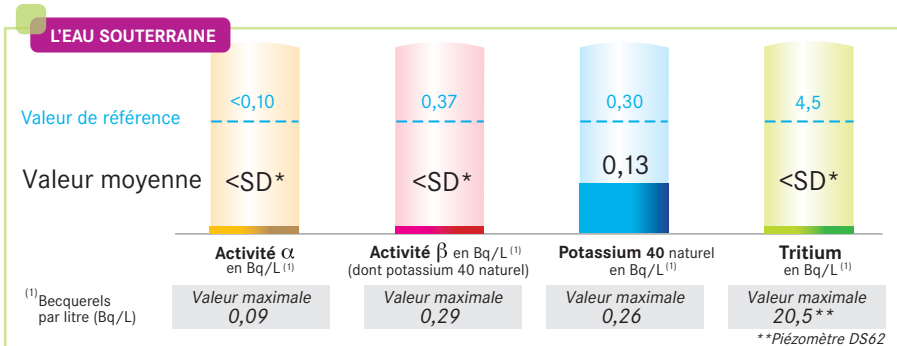 L'EAU SOUTERRAINE
Valeur de référence
<0,10
0,37
0,30
4,5
Valeur moyenne
<SD*
<SD*
0,13
<SD*
Activité α
en Bq/L (1)
Activité β en Bq/L (1)
(dont potassium 40 naturel)
Potassium 40 naturel
en Bq/L (1)
Tritium
en Bq/L (1)
(1) Becquerels
par litre (Bq/L)
Valeur maximale
0,09
Valeur maximale
0,29
Valeur maximale
0,26
Valeur maximale
20,5**
**Piézomètre DS62